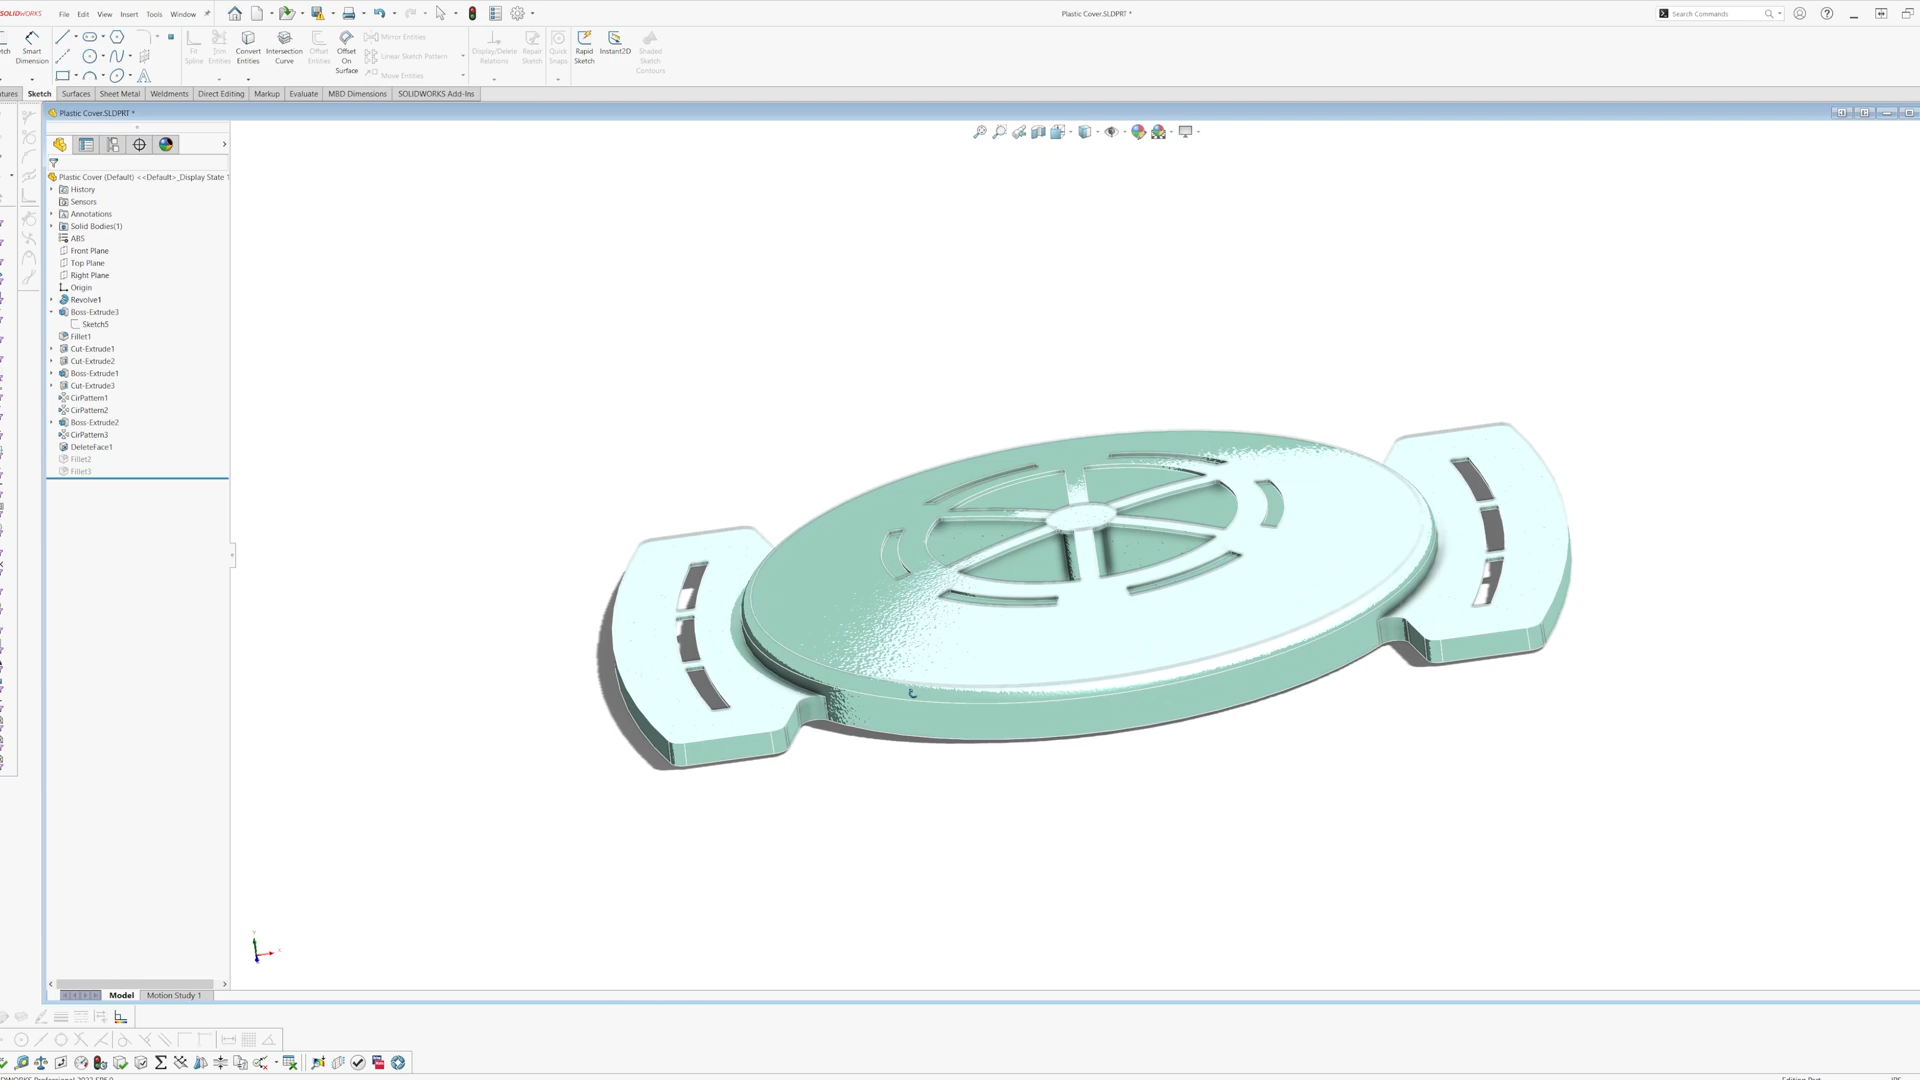 SOLIDWORKS
File Edit View Insert Tools Window
Plastic Cover.SLDPRT *
Search Commands
Smart Dimension
Fit Spline
Trim Entities
Convert Entities
Intersection Curve
Offset Entities
Offset On Surface
Mirror Entities
Linear Sketch Pattern
Move Entities
Display/Delete Relations
Repair Sketch
Quick Snaps
Rapid Sketch
Instant2D
Shaded Sketch Contours
atures Sketch Surfaces Sheet Metal Weldments Direct Editing Markup Evaluate MBD Dimensions SOLIDWORKS Add-Ins
Plastic Cover.SLDPRT *
Plastic Cover (Default) <<Default>_Display State 1
History
Sensors
Annotations
Solid Bodies(1)
ABS
Front Plane
Top Plane
Right Plane
Origin
Revolve1
Boss-Extrude3
Sketch5
Fillet1
Cut-Extrude1
Cut-Extrude2
Boss-Extrude1
Cut-Extrude3
CirPattern1
CirPattern2
Boss-Extrude2
CirPattern3
DeleteFace1
Fillet2
Fillet3
Y
X
Model Motion Study 1